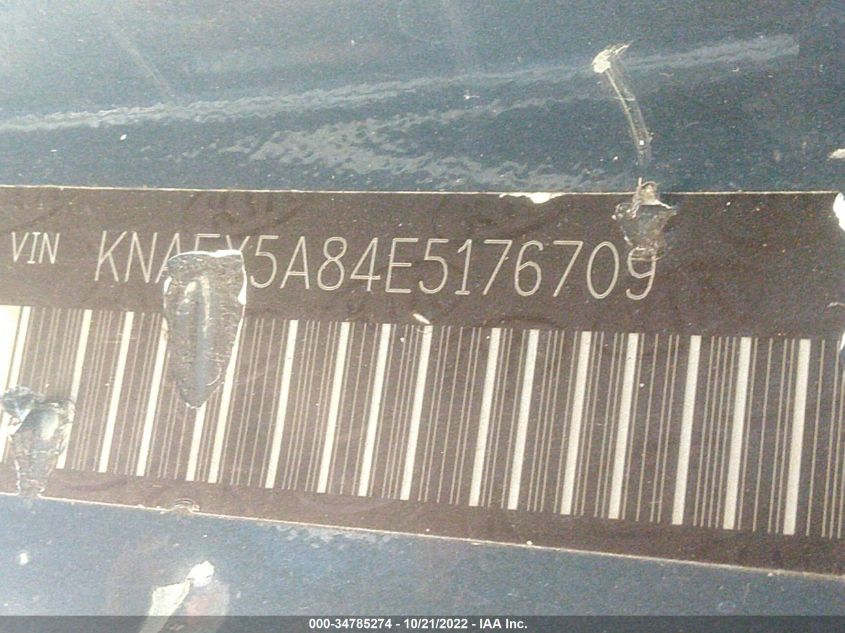 VIN KNAFX5A84E5176709
000-34785274 - 10/21/2022 - IAA Inc.